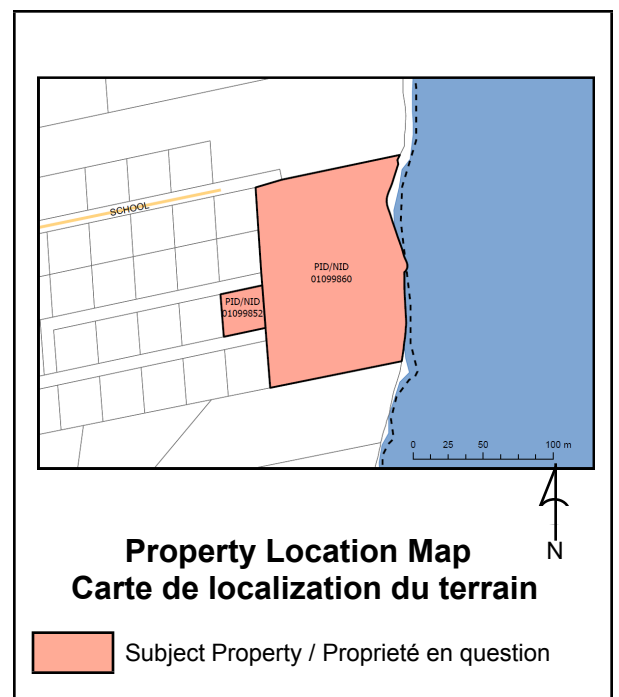 SCHOOL
PID/NID
01099860
PID/NID
01099852
0 25 50 100 m
N
Property Location Map
Carte de localization du terrain
Subject Property / Proprieté en question